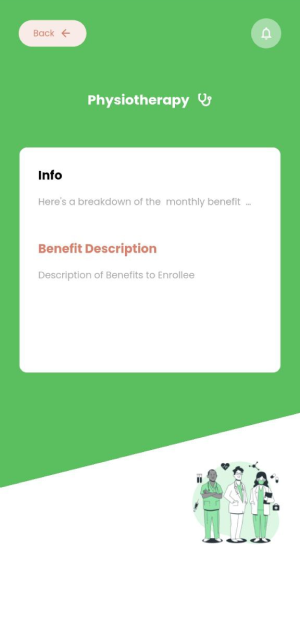 Back
Physiotherapy
Info
Here's a breakdown of the monthly benefit ...
Benefit Description
Description of Benefits to Enrollee